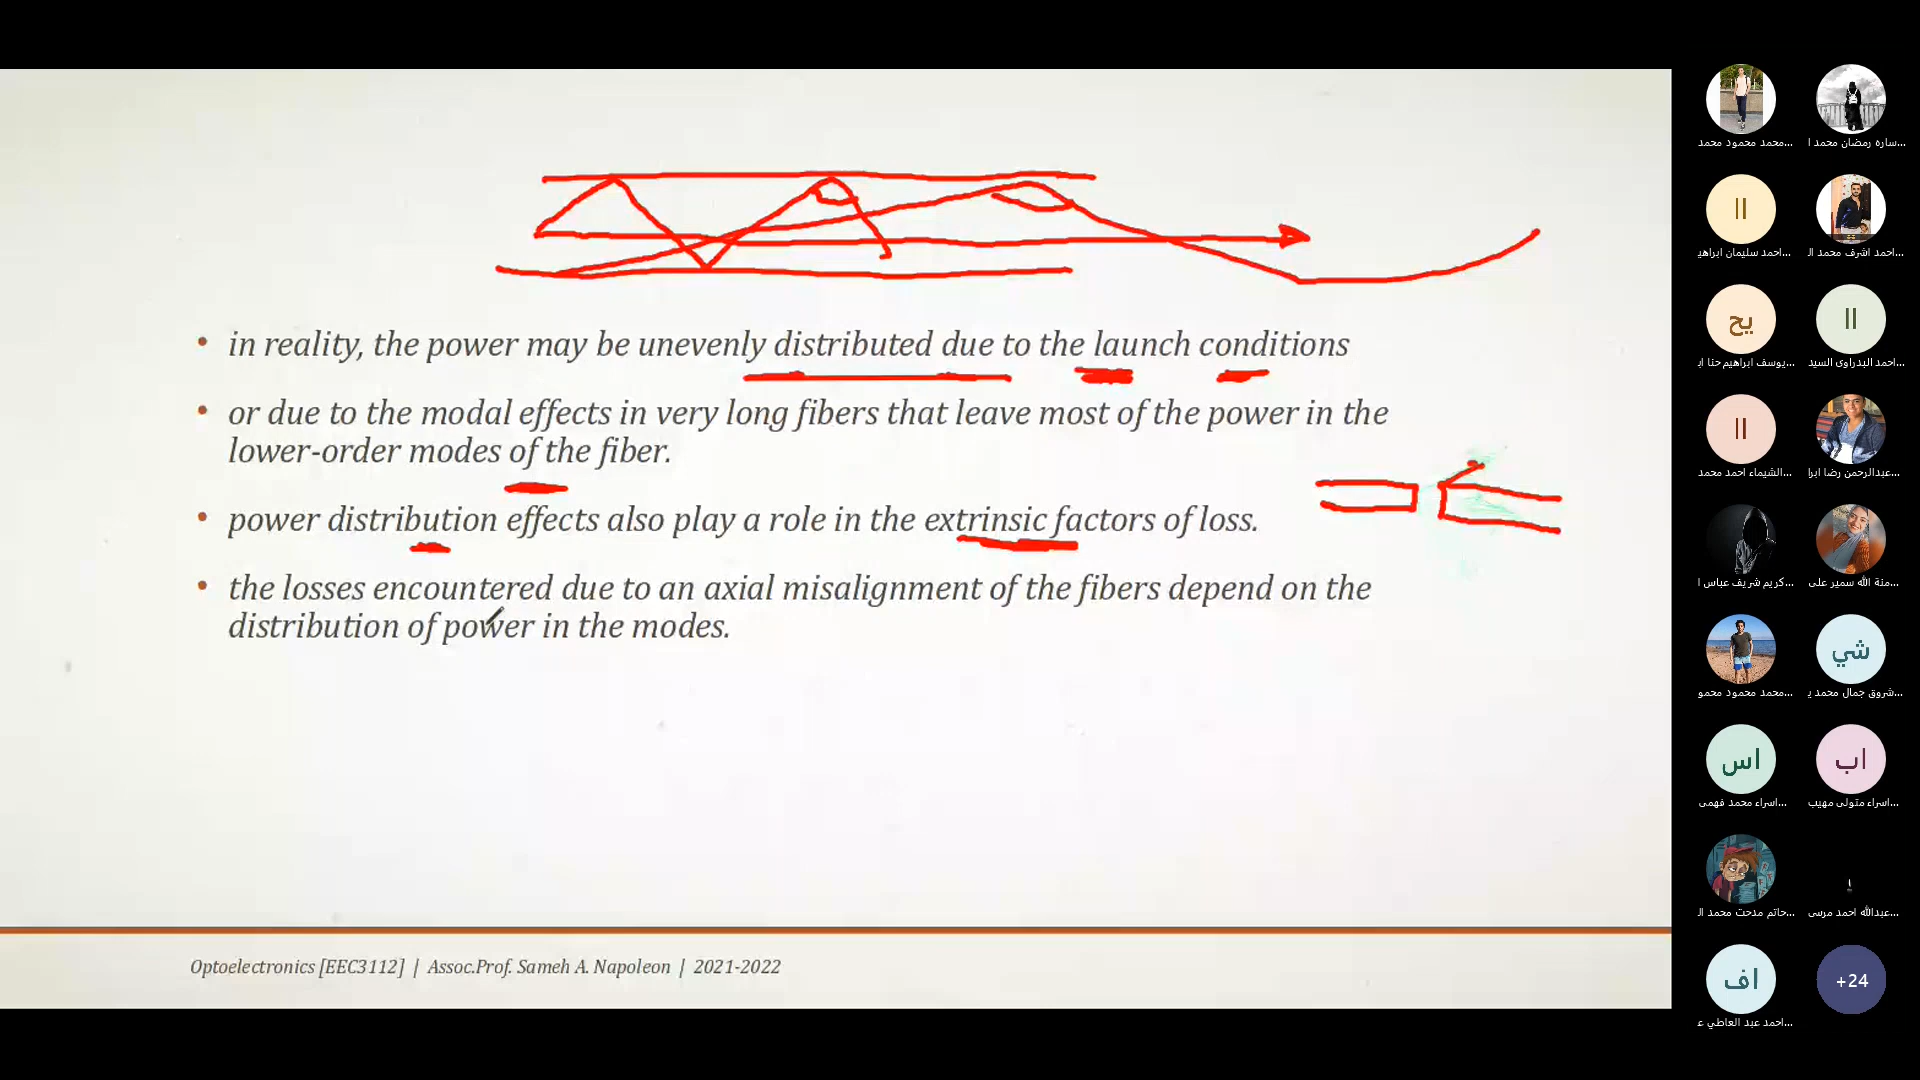 • in reality, the power may be unevenly distributed due to the launch conditions
• or due to the modal effects in very long fibers that leave most of the power in the
lower-order modes of the fiber.
• power distribution effects also play a role in the extrinsic factors of loss.
• the losses encountered due to an axial misalignment of the fibers depend on the
distribution of power in the modes.
Optoelectronics [EEC3112] | Assoc.Prof. Sameh A. Napoleon | 2021-2022
محمد محمود محمد...
ساره رمضان محمد ا...
اا
احمد سليمان ابراهي...
احمد اشرف محمد ال...
يح
يوسف ابراهيم حنا اب...
اا
احمد البدراوى السيد...
اا
الشيماء احمد محمد...
عبدالرحمن رضا ابرا...
كريم شريف عباس ا...
منة الله سمير على...
محمد محمود محمو...
شي
شروق جمال محمد ي...
اس
اسراء محمد فهمى...
اب
اسراء متولى مهيب...
حاتم مدحت محمد ال...
عبدالله احمد مرسى...
اف
احمد عبد العاطي ع...
+24